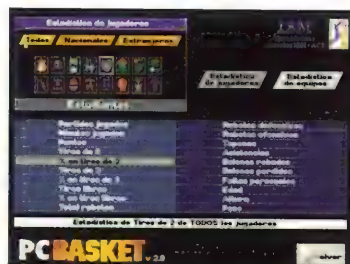 Estadística de jugadores
Todos Nacionales Extranjeros
Estadística de jugadores
Estadística de equipos
Partidos jugados
Minutos jugados
Puntos
Tiros de 2
% en tiros de 2
Tiros de 3
% en tiros de 3
Tiros libres
% en tiros libres
Total rebotes
Rebotes defensivos
Rebotes ofensivos
Tapones
Asistencias
Balones robados
Balones perdidos
Faltas personales
Edad
Altura
Peso
Estadística de Tiros de 2 de TODOS los jugadores
PC BASKET v 2.0